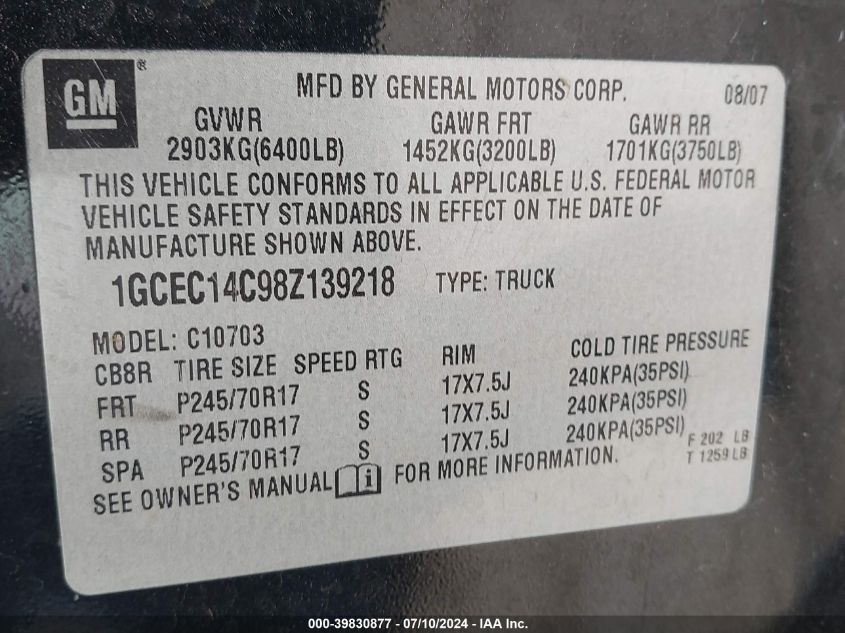 GM ® MFD BY GENERAL MOTORS CORP. 08/07
GVWR GAWR FRT GAWR RR
2903KG(6400LB) 1452KG(3200LB) 1701KG(3750LB)
THIS VEHICLE CONFORMS TO ALL APPLICABLE U.S. FEDERAL MOTOR
VEHICLE SAFETY STANDARDS IN EFFECT ON THE DATE OF
MANUFACTURE SHOWN ABOVE.
1GCEC14C98Z139218 TYPE: TRUCK
MODEL: C10703
CB8R TIRE SIZE SPEED RTG RIM COLD TIRE PRESSURE
FRT P245/70R17 S 17X7.5J 240KPA(35PSI)
RR P245/70R17 S 17X7.5J 240KPA(35PSI)
SPA P245/70R17 S 17X7.5J 240KPA(35PSI)
F 202 LB
T 1259 LB
SEE OWNER'S MANUAL i FOR MORE INFORMATION.
000-39830877 - 07/10/2024 - IAA Inc.